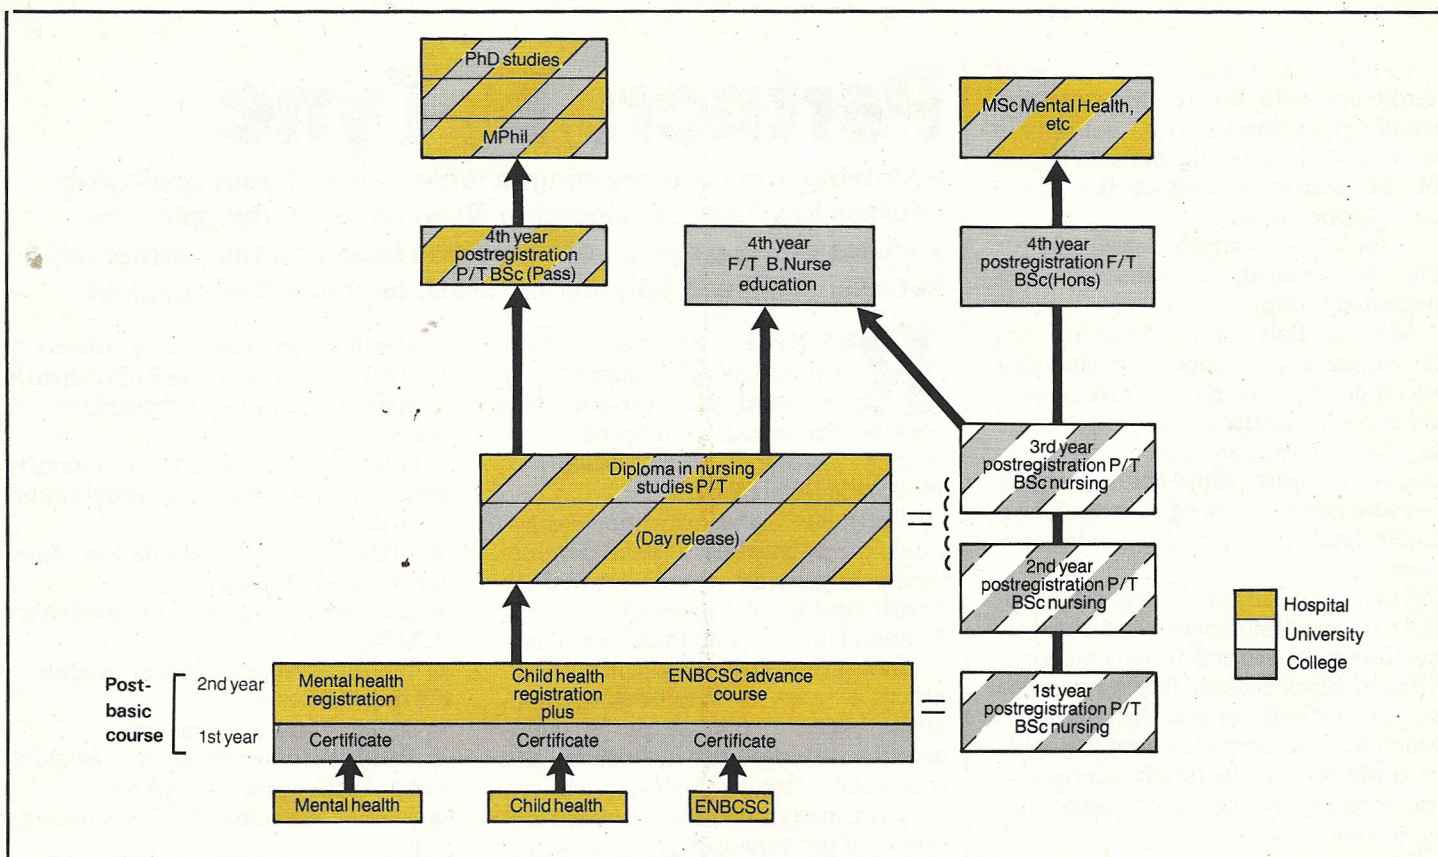 PhD studies
MPhil
MSc Mental Health,
etc
4th year
postregistration
P/T BSc (Pass)
4th year
F/T B.Nurse
education
4th year
postregistration F/T
BSc(Hons)
Diploma in nursing
studies P/T
(Day release)
=
3rd year
postregistration P/T
BSc nursing
2nd year
postregistration P/T
BSc nursing
1st year
postregistration P/T
BSc nursing
Hospital
University
College
Post-
basic
course
2nd year
1st year
Mental health
registration
Child health
registration
plus
ENBCSC advance
course
=
Certificate
Certificate
Certificate
Mental health
Child health
ENBCSC